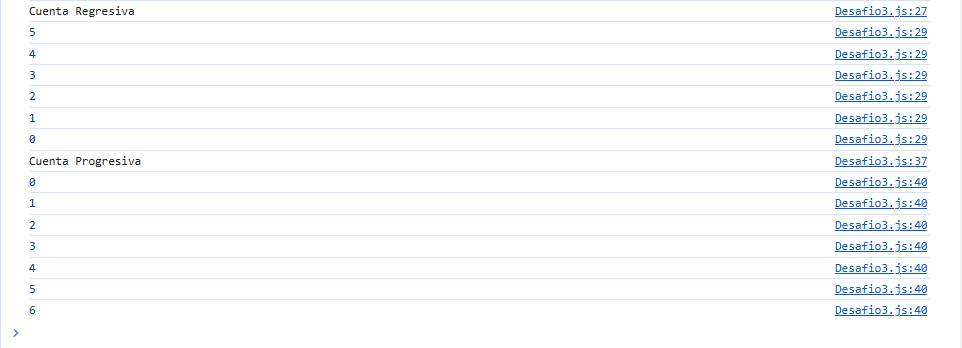 Cuenta Regresiva Desafio3.js:27
5 Desafio3.js:29
4 Desafio3.js:29
3 Desafio3.js:29
2 Desafio3.js:29
1 Desafio3.js:29
0 Desafio3.js:29
Cuenta Progresiva Desafio3.js:37
0 Desafio3.js:40
1 Desafio3.js:40
2 Desafio3.js:40
3 Desafio3.js:40
4 Desafio3.js:40
5 Desafio3.js:40
6 Desafio3.js:40
>